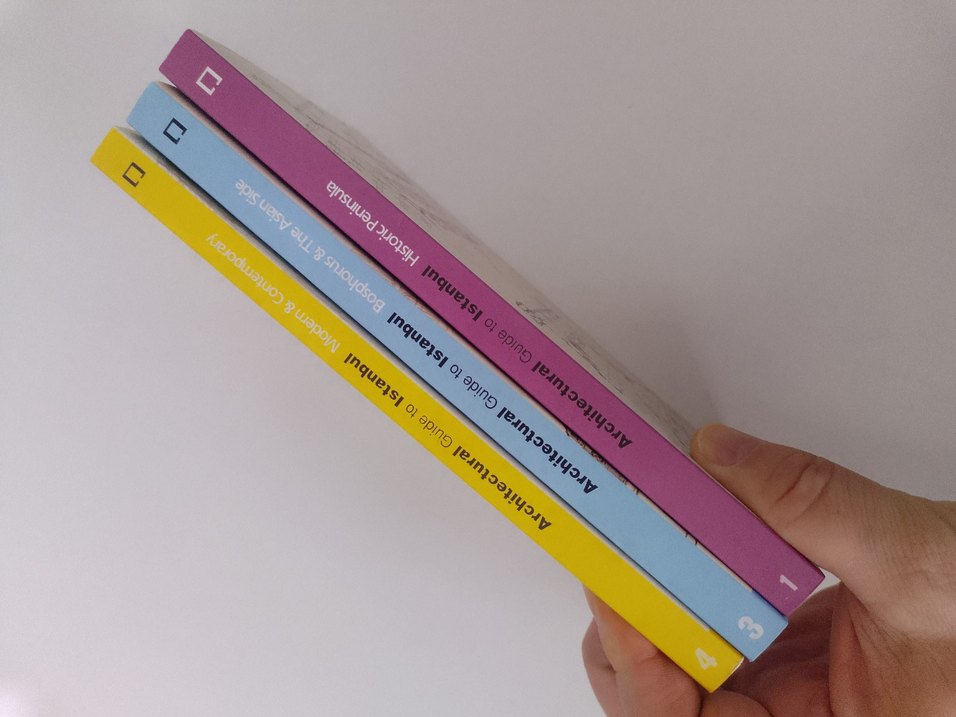 1 Architectural Guide to Istanbul Historic Peninsula
3 Architectural Guide to Istanbul Bosphorus & The Asian Side
4 Architectural Guide to Istanbul Modern & Contemporary